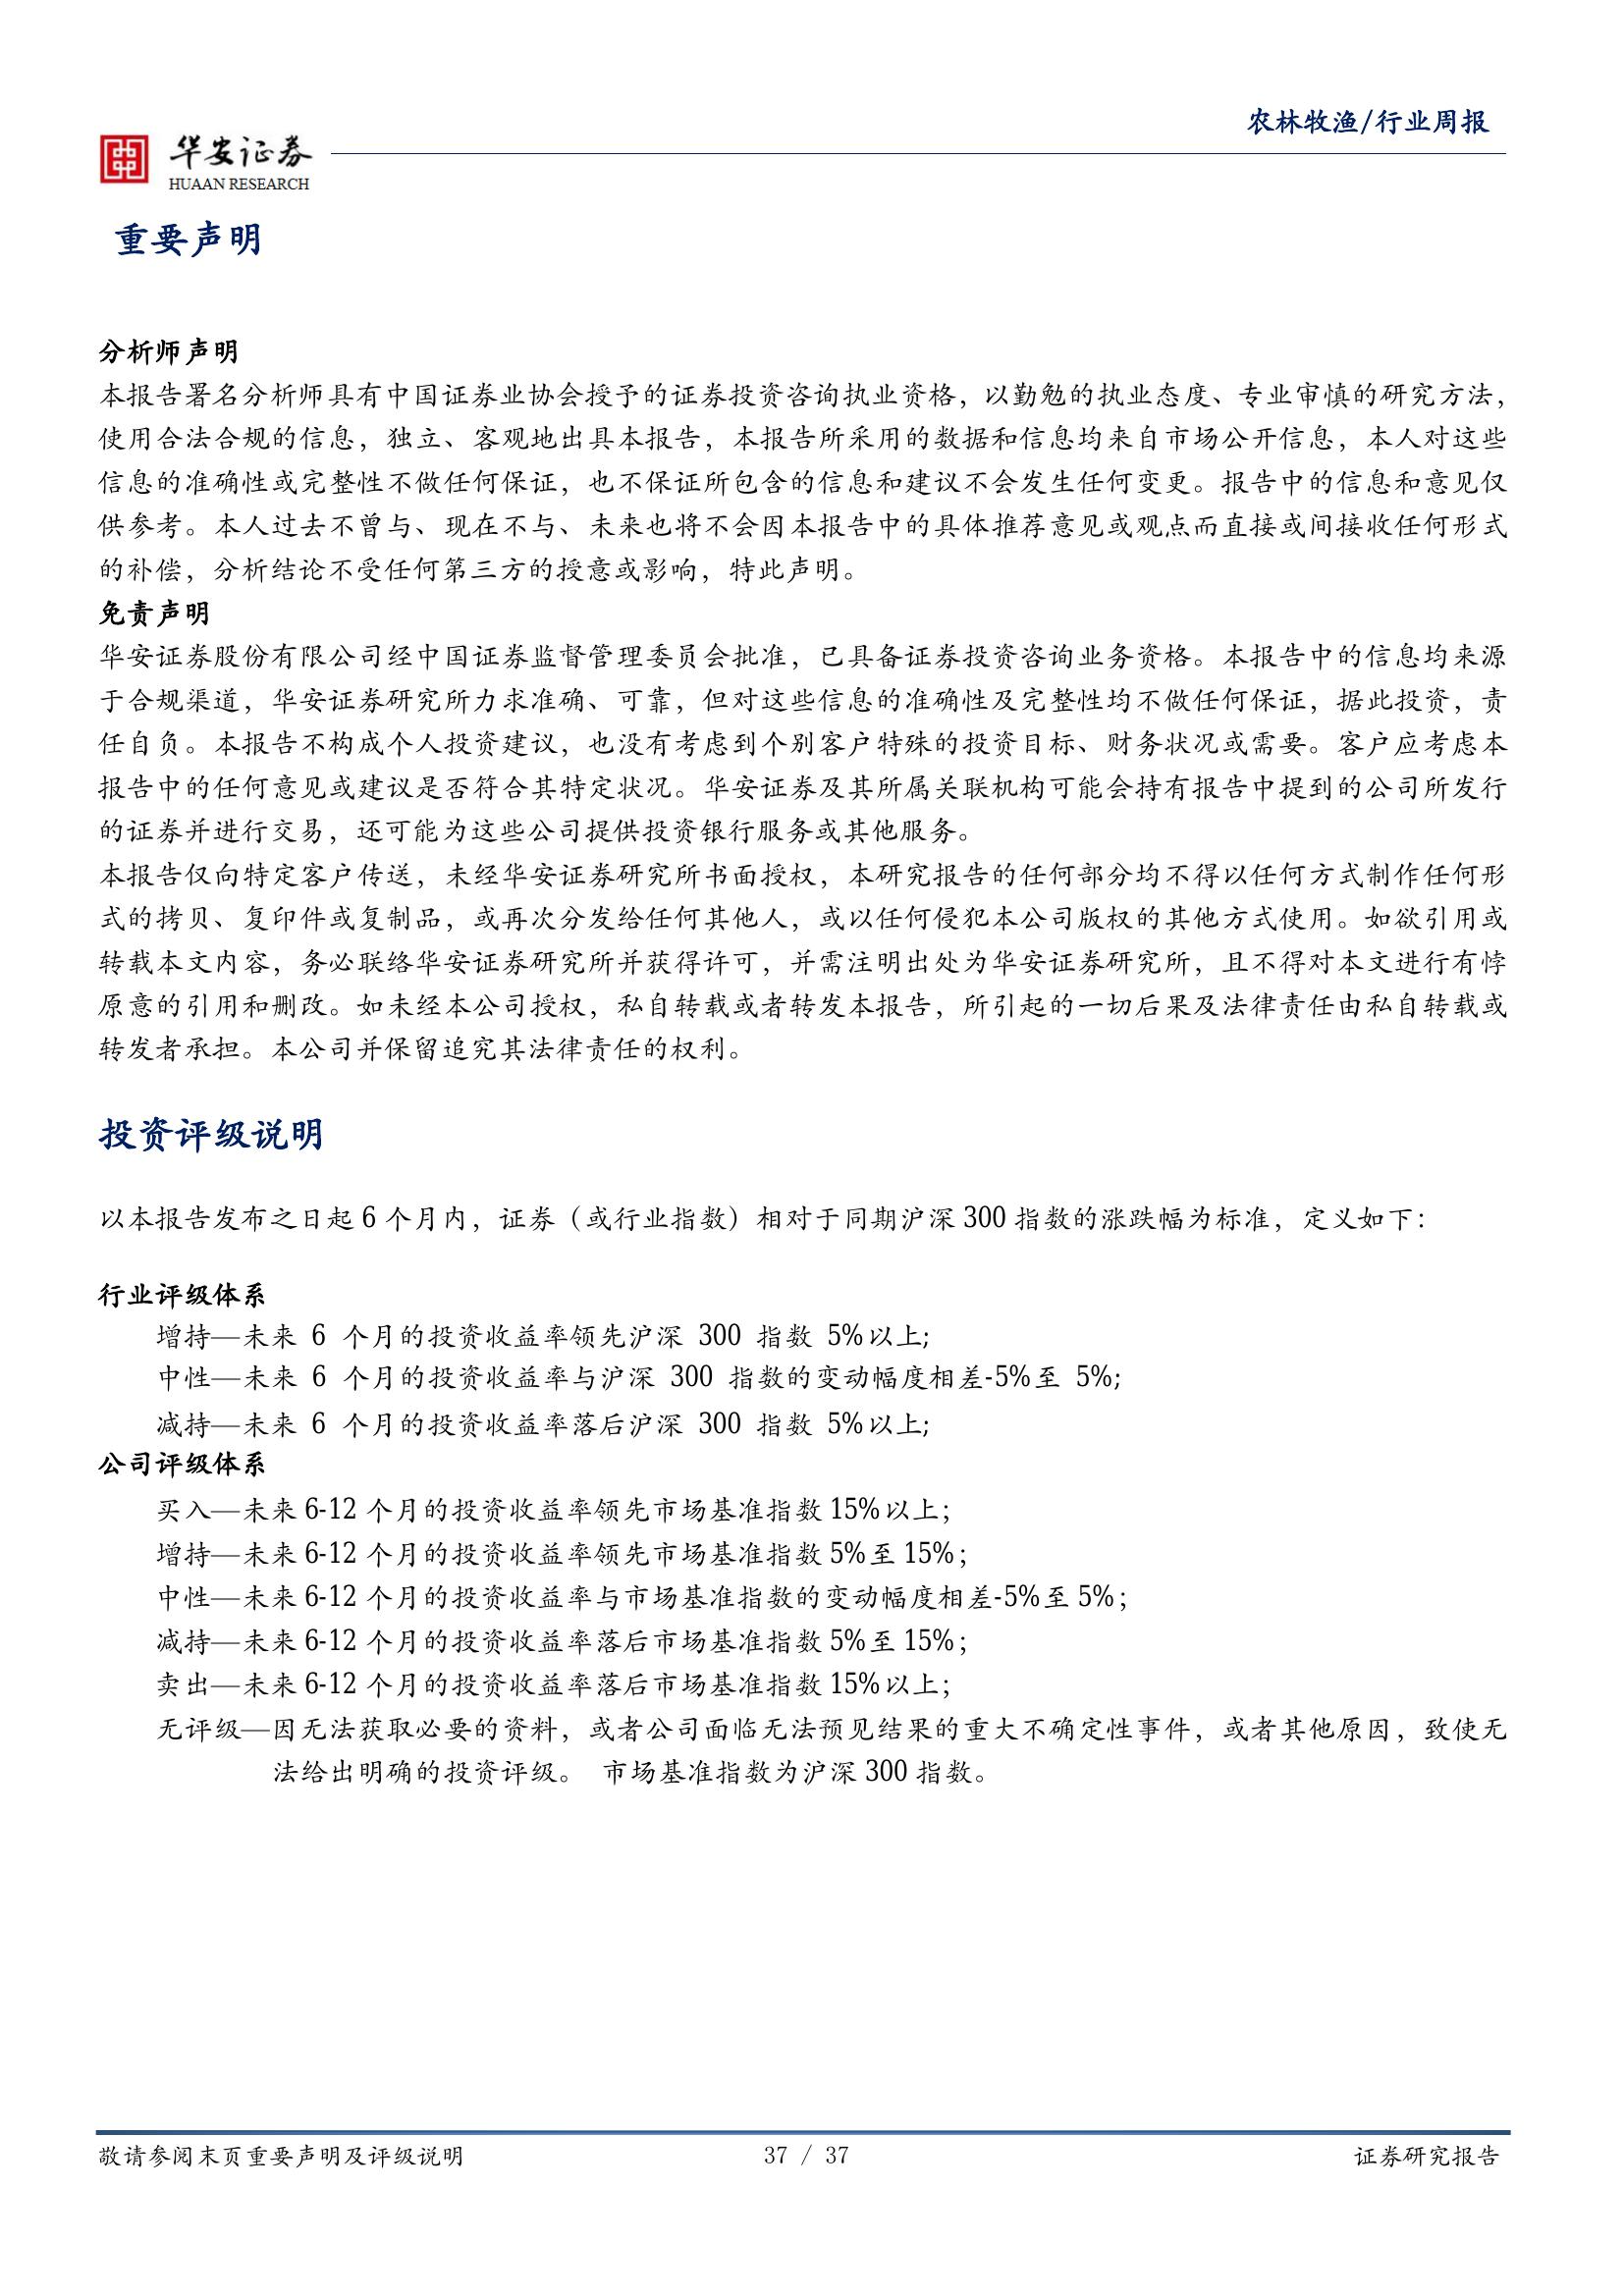 农林牧渔/行业周报
华安证券
HUAAN RESEARCH
重要声明
分析师声明
本报告署名分析师具有中国证券业协会授予的证券投资咨询执业资格，以勤勉的执业态度、专业审慎的研究方法，
使用合法合规的信息，独立、客观地出具本报告，本报告所采用的数据和信息均来自市场公开信息，本人对这些
信息的准确性或完整性不做任何保证，也不保证所包含的信息和建议不会发生任何变更。报告中的信息和意见仅
供参考。本人过去不曾与、现在不与、未来也将不会因本报告中的具体推荐意见或观点而直接或间接收任何形式
的补偿，分析结论不受任何第三方的授意或影响，特此声明。
免责声明
华安证券股份有限公司经中国证券监督管理委员会批准，已具备证券投资咨询业务资格。本报告中的信息均来源
于合规渠道，华安证券研究所力求准确、可靠，但对这些信息的准确性及完整性均不做任何保证，据此投资，责
任自负。本报告不构成个人投资建议，也没有考虑到个别客户特殊的投资目标、财务状况或需要。客户应考虑本
报告中的任何意见或建议是否符合其特定状况。华安证券及其所属关联机构可能会持有报告中提到的公司所发行
的证券并进行交易，还可能为这些公司提供投资银行服务或其他服务。
本报告仅向特定客户传送，未经华安证券研究所书面授权，本研究报告的任何部分均不得以任何方式制作任何形
式的拷贝、复印件或复制品，或再次分发给任何其他人，或以任何侵犯本公司版权的其他方式使用。如欲引用或
转载本文内容，务必联络华安证券研究所并获得许可，并需注明出处为华安证券研究所，且不得对本文进行有悖
原意的引用和删改。如未经本公司授权，私自转载或者转发本报告，所引起的一切后果及法律责任由私自转载或
转发者承担。本公司并保留追究其法律责任的权利。
投资评级说明
以本报告发布之日起 6 个月内，证券（或行业指数）相对于同期沪深 300 指数的涨跌幅为标准，定义如下：
行业评级体系
增持—未来 6 个月的投资收益率领先沪深 300 指数 5%以上;
中性—未来 6 个月的投资收益率与沪深 300 指数的变动幅度相差-5%至 5%;
减持—未来 6 个月的投资收益率落后沪深 300 指数 5%以上;
公司评级体系
买入—未来 6-12 个月的投资收益率领先市场基准指数 15%以上；
增持—未来 6-12 个月的投资收益率领先市场基准指数 5%至 15%；
中性—未来 6-12 个月的投资收益率与市场基准指数的变动幅度相差-5%至 5%；
减持—未来 6-12 个月的投资收益率落后市场基准指数 5%至 15%；
卖出—未来 6-12 个月的投资收益率落后市场基准指数 15%以上；
无评级—因无法获取必要的资料，或者公司面临无法预见结果的重大不确定性事件，或者其他原因，致使无
法给出明确的投资评级。 市场基准指数为沪深 300 指数。
敬请参阅末页重要声明及评级说明
37 / 37
证券研究报告